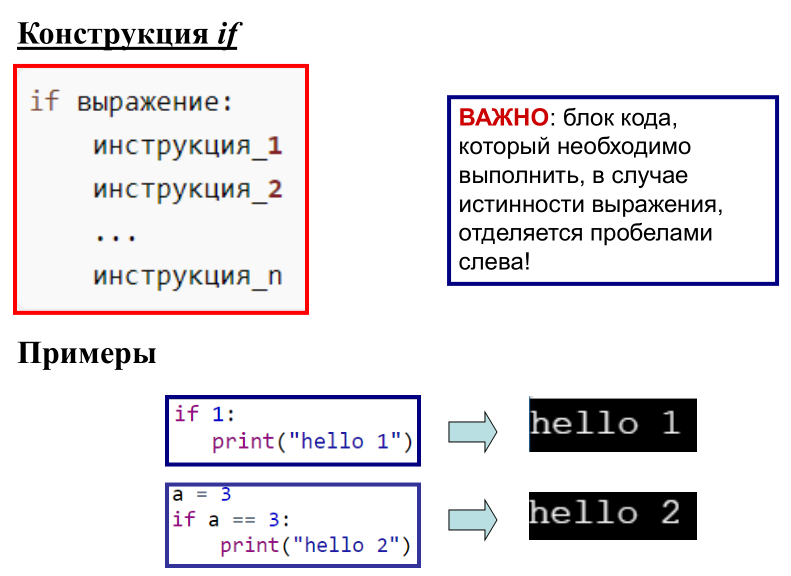 Конструкция if
if выражение:
инструкция_1
инструкция_2
...
инструкция_n
ВАЖНО: блок кода,
который необходимо
выполнить, в случае
истинности выражения,
отделяется пробелами
слева!
Примеры
if 1:
print("hello 1")
hello 1
a = 3
if a == 3:
print("hello 2")
hello 2